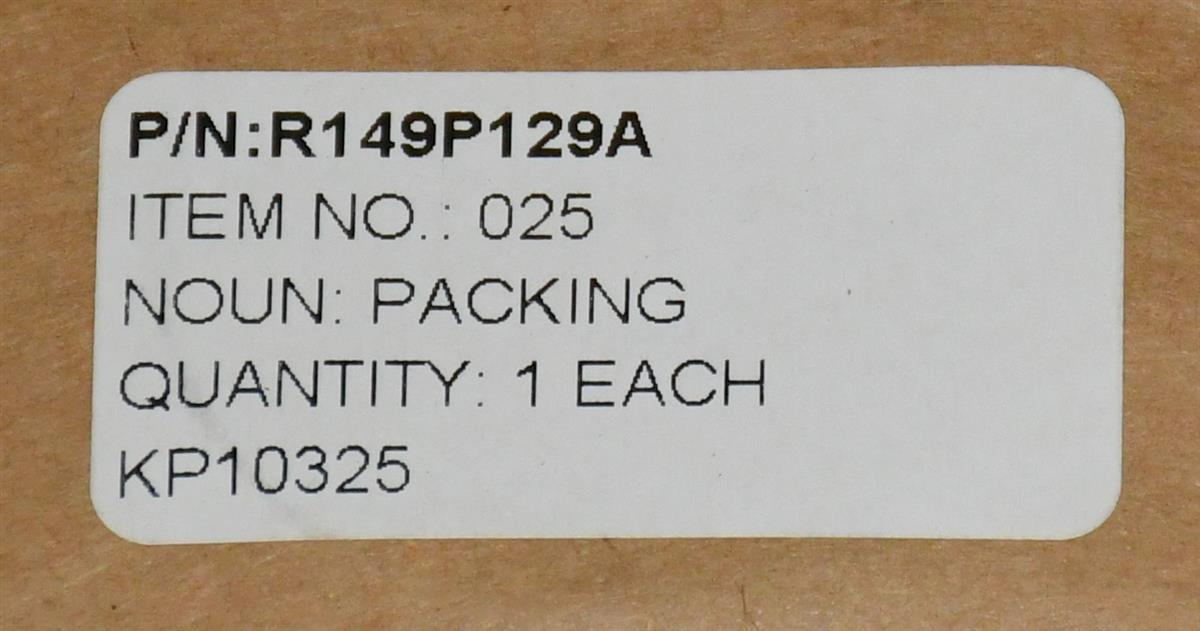 P/N:R149P129A
ITEM NO.: 025
NOUN: PACKING
QUANTITY: 1 EACH
KP10325